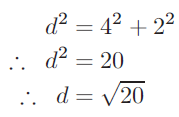 d² = 4² + 2²
∴ d² = 20
∴ d = √20